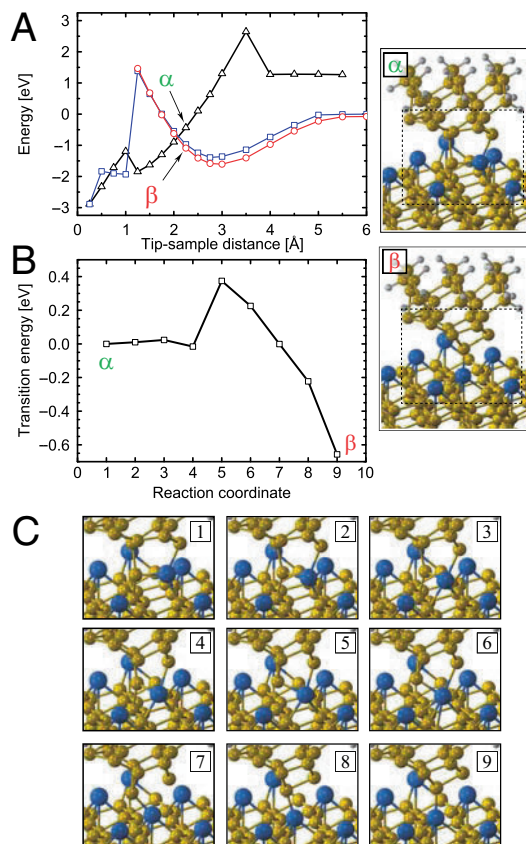 A
Energy [eV]
3
2
1
0
−1
−2
−3
0 1 2 3 4 5 6
Tip-sample distance [Å]
α
β
α
B
Transition energy [eV]
0.4
0.2
0.0
−0.2
−0.4
−0.6
0 1 2 3 4 5 6 7 8 9 10
Reaction coordinate
α
β
β
C
1 2 3
4 5 6
7 8 9